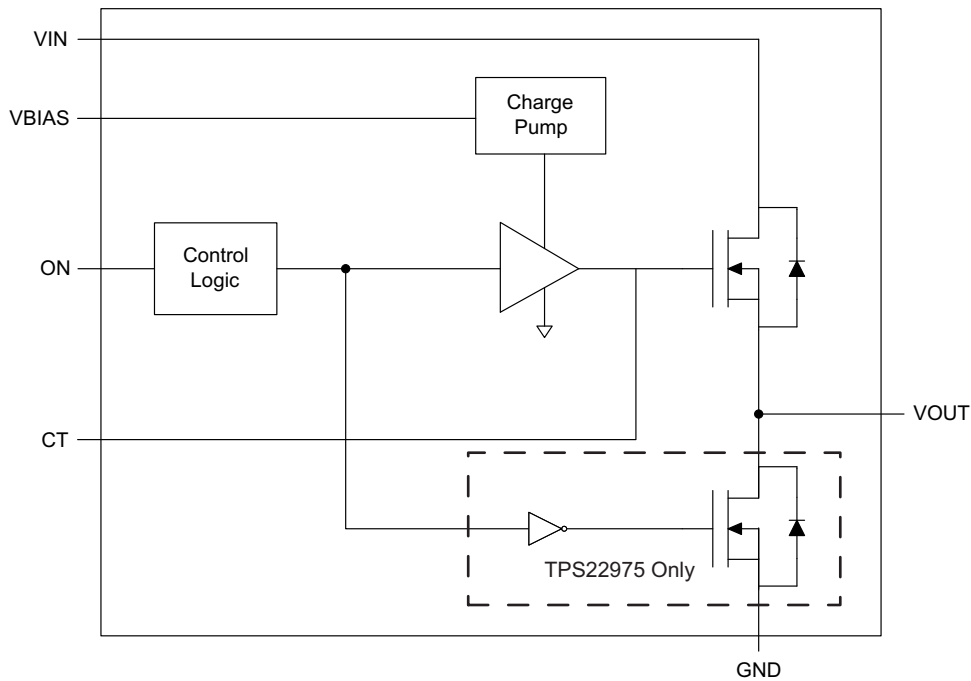 VIN
VBIAS
Charge
Pump
ON
Control
Logic
CT
VOUT
TPS22975 Only
GND